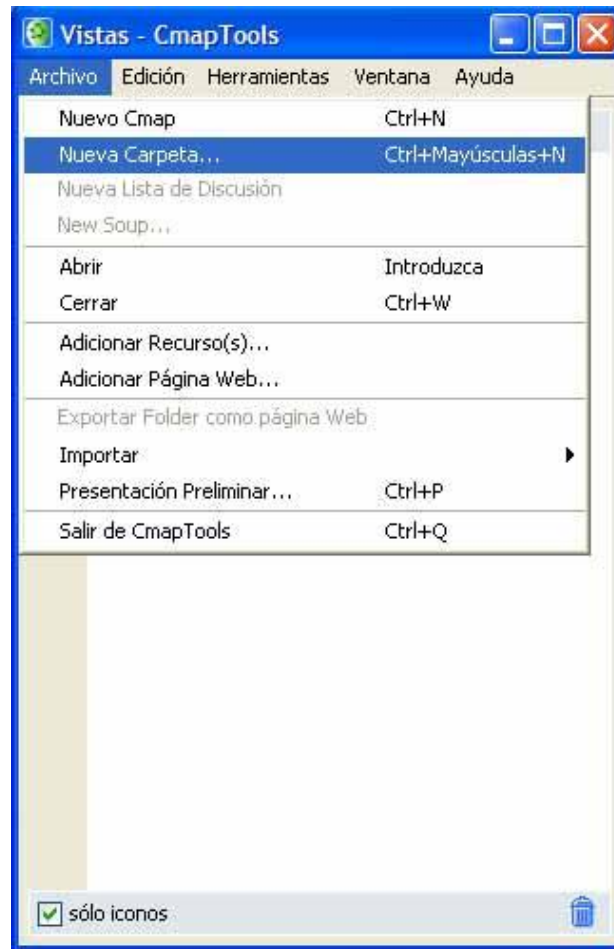 Vistas - CmapTools
Archivo Edición Herramientas Ventana Ayuda
Nuevo Cmap Ctrl+N
Nueva Carpeta... Ctrl+Mayúsculas+N
Nueva Lista de Discusión
New Soup...
Abrir Introduzca
Cerrar Ctrl+W
Adicionar Recurso(s)...
Adicionar Página Web...
Exportar Folder como página Web
Importar
Presentación Preliminar... Ctrl+P
Salir de CmapTools Ctrl+Q
sólo iconos